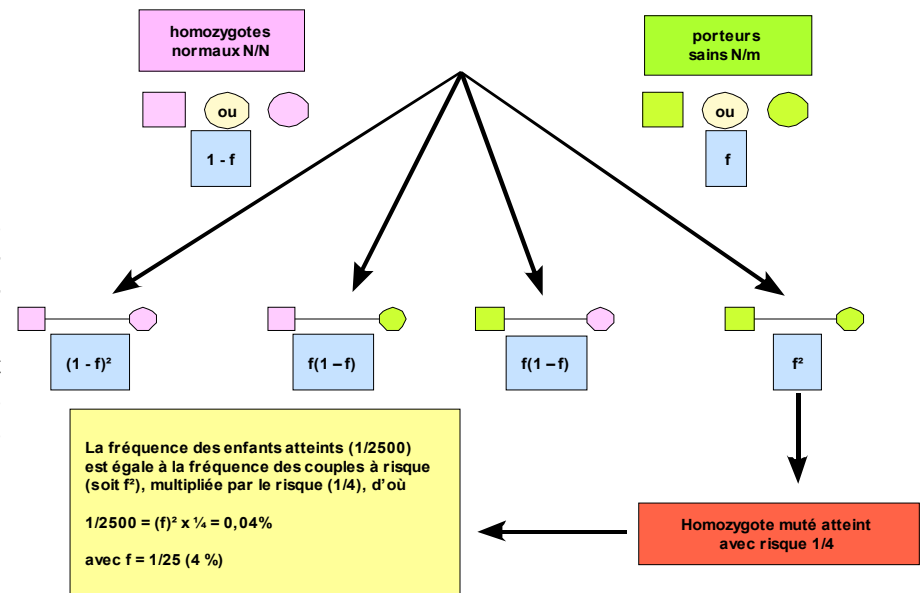 homozygotes
normaux N/N
porteurs
sains N/m
ou
ou
1 - f
f
(1 - f)²
f(1 – f)
f(1 – f)
f²
La fréquence des enfants atteints (1/2500)
est égale à la fréquence des couples à risque
(soit f²), multipliée par le risque (1/4), d’où
1/2500 = (f)² x ¼ = 0,04%
avec f = 1/25 (4 %)
Homozygote muté atteint
avec risque 1/4